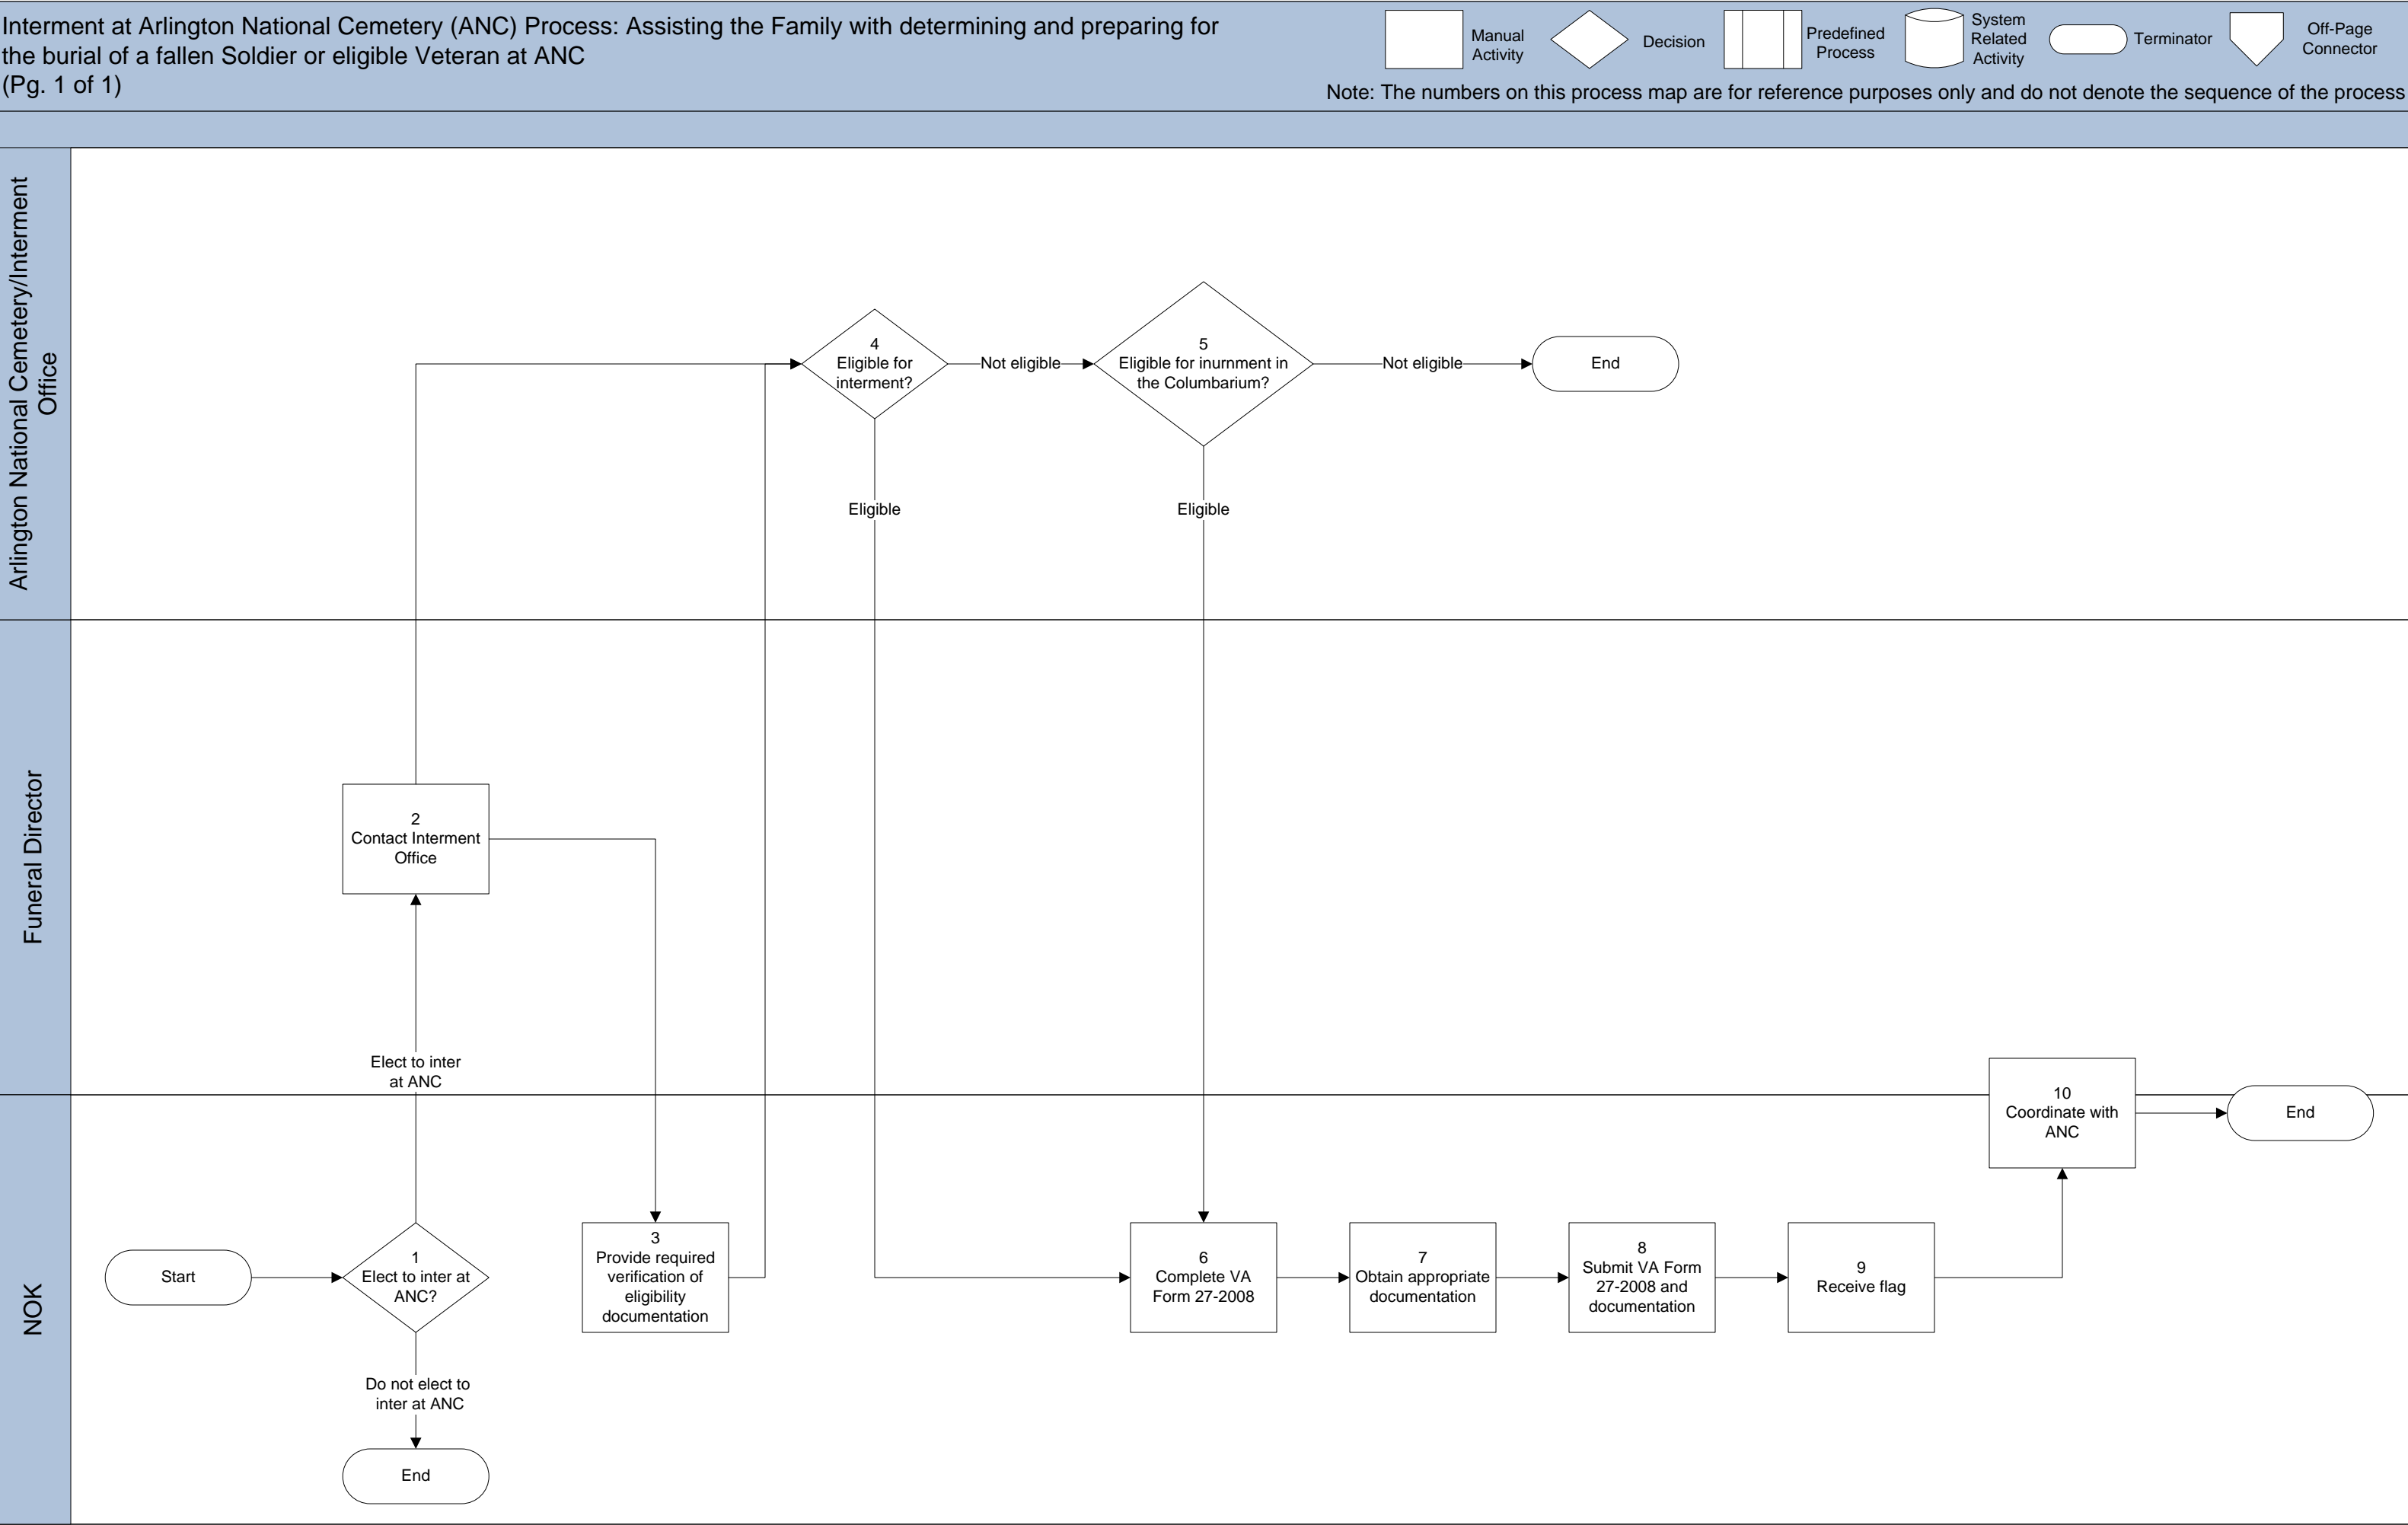 Interment at Arlington National Cemetery (ANC) Process: Assisting the Family with determining and preparing for
the burial of a fallen Soldier or eligible Veteran at ANC
(Pg. 1 of 1)
Manual
Activity
Decision
Predefined
Process
System
Related
Activity
Terminator
Off-Page
Connector
Note: The numbers on this process map are for reference purposes only and do not denote the sequence of the process
Arlington National Cemetery/Interment
Office
4
Eligible for
interment?
Not eligible
5
Eligible for inurnment in
the Columbarium?
Not eligible
End
Eligible
Eligible
Funeral Director
2
Contact Interment
Office
Elect to inter
at ANC
10
Coordinate with
ANC
End
NOK
Start
1
Elect to inter at
ANC?
3
Provide required
verification of
eligibility
documentation
6
Complete VA
Form 27-2008
7
Obtain appropriate
documentation
8
Submit VA Form
27-2008 and
documentation
9
Receive flag
Do not elect to
inter at ANC
End